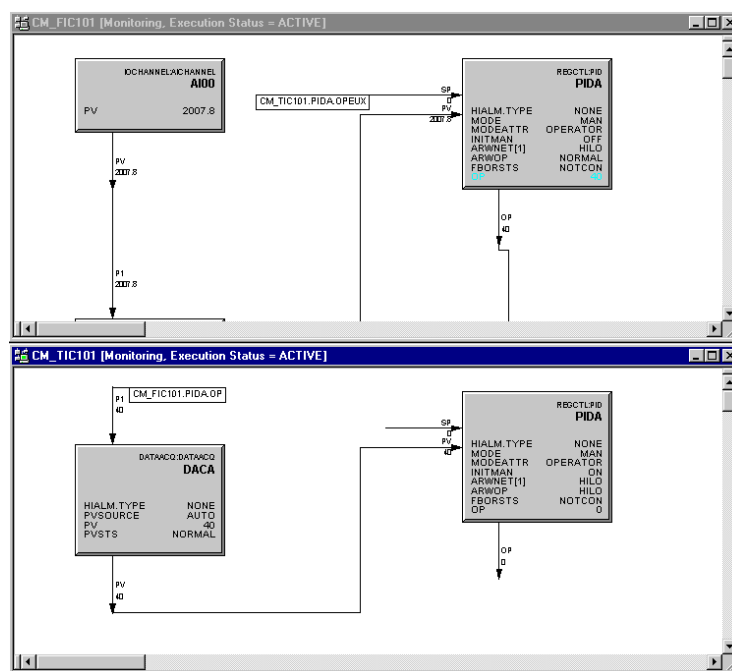 CM_FIC101 [Monitoring, Execution Status = ACTIVE]
IOCHANNEL:AICHANNEL
AI00
PV 2007.8
PV
2007.8
P1
2007.8
CM_TIC101.PIDA.OPEUX
SP
0
PV
2007.8
REGCTL:PID
PIDA
HIALM.TYPE NONE
MODE MAN
MODEATTR OPERATOR
INITMAN OFF
ARWNET[1] HILO
ARWOP NORMAL
FBORSTS NOTCON
OP 40
OP
40
CM_TIC101 [Monitoring, Execution Status = ACTIVE]
P1
40
CM_FIC101.PIDA.OP
DATAACQ:DATAACQ
DACA
HIALM.TYPE NONE
PVSOURCE AUTO
PV 40
PVSTS NORMAL
PV
40
SP
0
PV
40
REGCTL:PID
PIDA
HIALM.TYPE NONE
MODE MAN
MODEATTR OPERATOR
INITMAN ON
ARWNET[1] HILO
ARWOP HILO
FBORSTS NOTCON
OP 0
OP
0